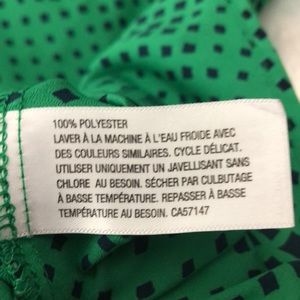 100% POLYESTER
LAVER À LA MACHINE À L'EAU FROIDE AVEC
DES COULEURS SIMILAIRES. CYCLE DÉLICAT.
UTILISER UNIQUEMENT UN JAVELLISANT SANS
CHLORE AU BESOIN. SÉCHER PAR CULBUTAGE
À BASSE TEMPÉRATURE. REPASSER À BASSE
TEMPÉRATURE AU BESOIN. CA57147